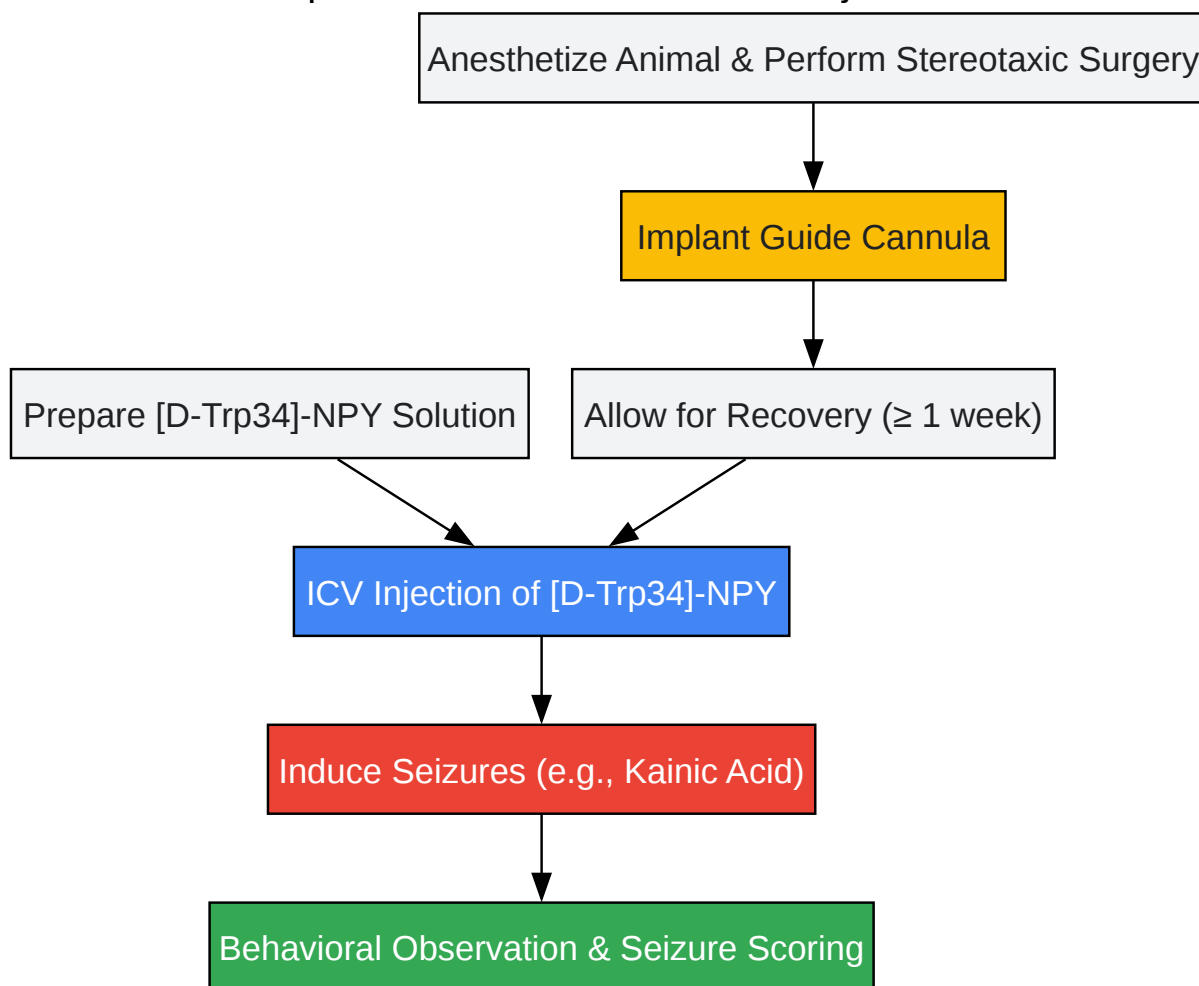 Anesthetize Animal & Perform Stereotaxic Surgery
Implant Guide Cannula
Prepare [D-Trp34]-NPY Solution
Allow for Recovery (≥ 1 week)
ICV Injection of [D-Trp34]-NPY
Induce Seizures (e.g., Kainic Acid)
Behavioral Observation & Seizure Scoring